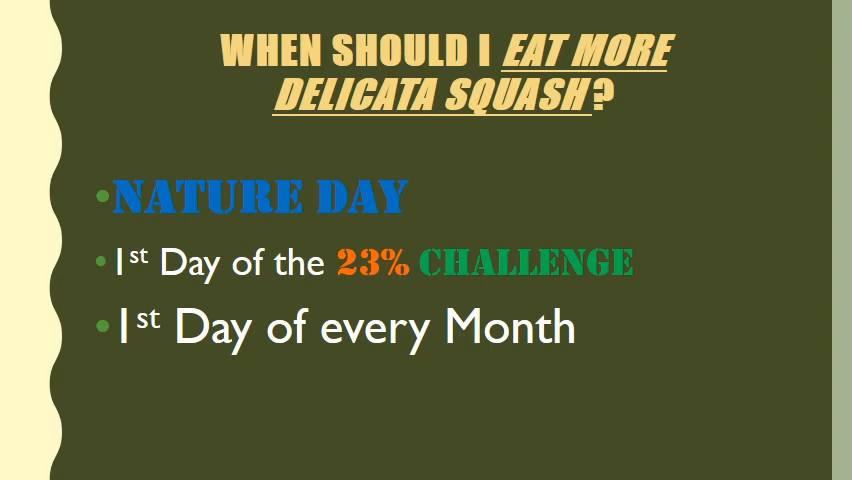 WHEN SHOULD I EAT MORE
DELICATA SQUASH?
•NATURE DAY
•1st Day of the 23% CHALLENGE
•1st Day of every Month